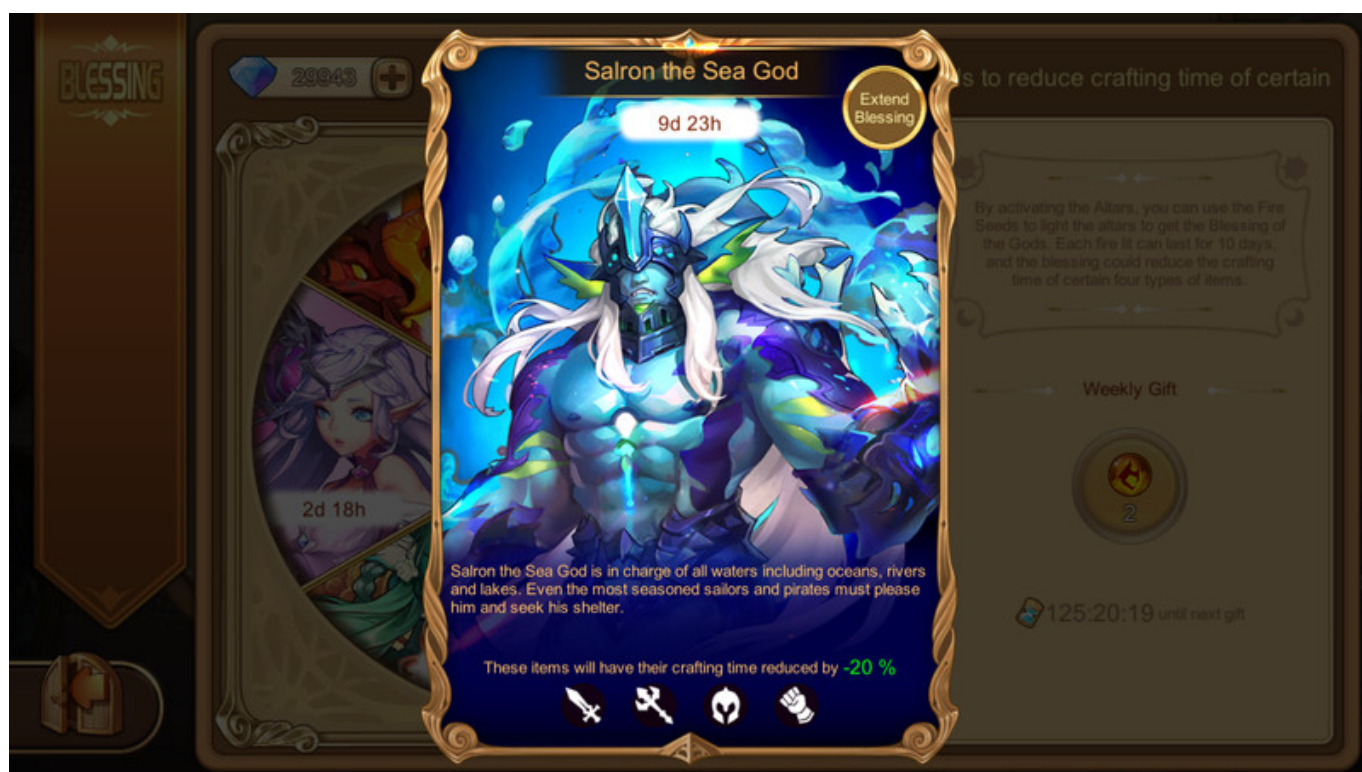 BLESSING
29943
s to reduce crafting time of certain
Salron the Sea God
9d 23h
Extend
Blessing
By activating the Altars, you can use the Fire
Seeds to light the altars to get the Blessing of
the Gods. Each fire lit can last for 10 days,
and the blessing could reduce the crafting
time of certain four types of items.
Weekly Gift
2
125:20:19 until next gift
2d 18h
Salron the Sea God is in charge of all waters including oceans, rivers
and lakes. Even the most seasoned sailors and pirates must please
him and seek his shelter.
These items will have their crafting time reduced by -20 %